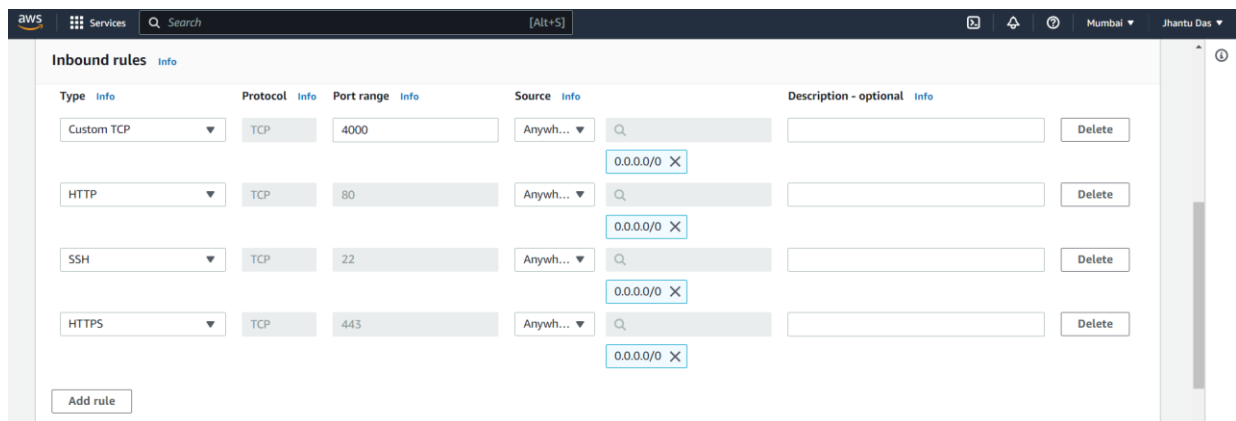 aws Services Search [Alt+S] Mumbai Jhantu Das
Inbound rules Info
Type Info Protocol Info Port range Info Source Info Description - optional Info
Custom TCP TCP 4000 Anywh... Delete
0.0.0.0/0
HTTP TCP 80 Anywh... Delete
0.0.0.0/0
SSH TCP 22 Anywh... Delete
0.0.0.0/0
HTTPS TCP 443 Anywh... Delete
0.0.0.0/0
Add rule